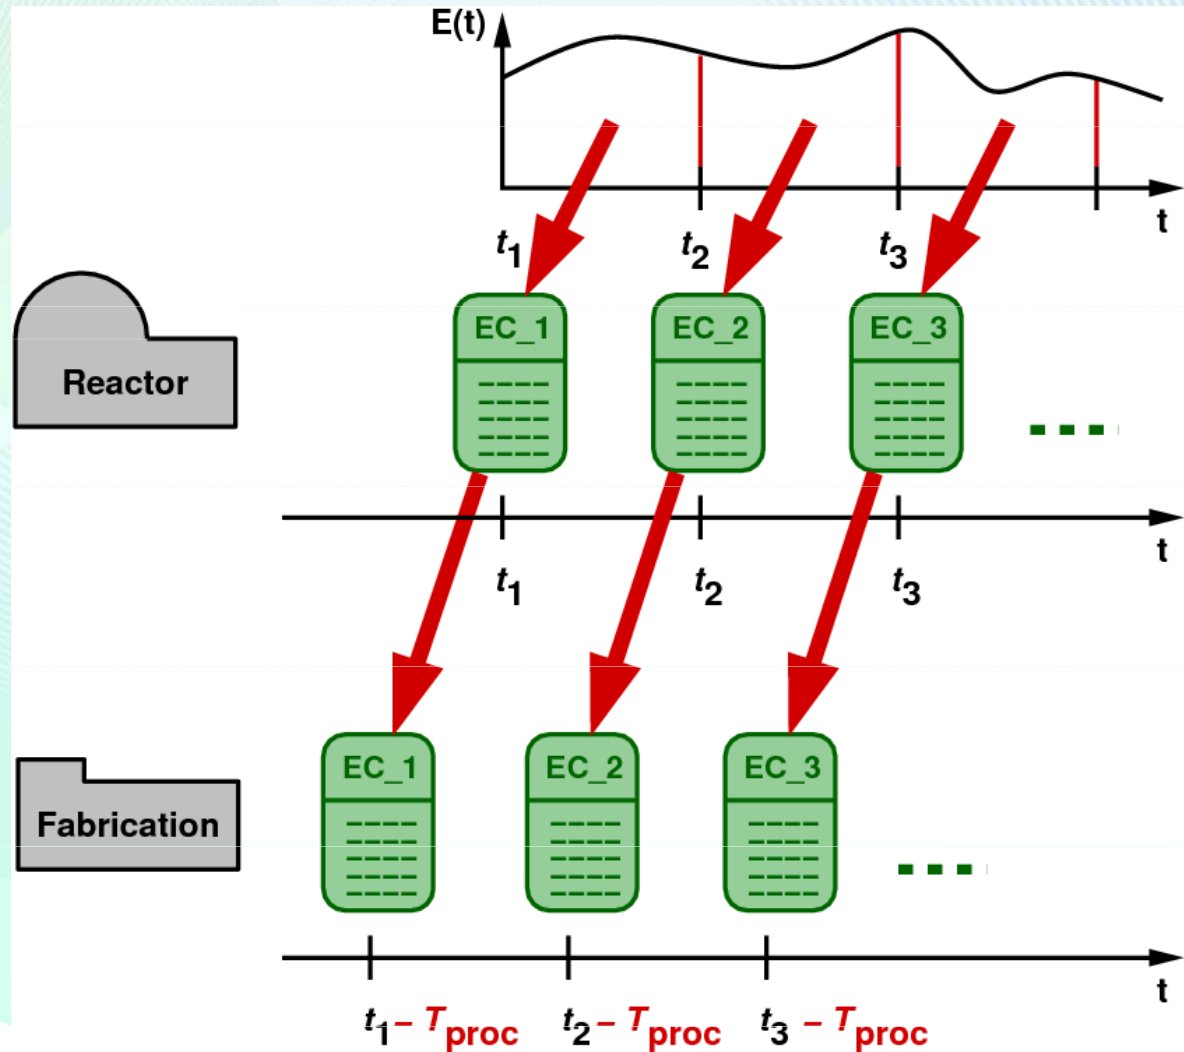 E(t)
t
t1 t2 t3
EC_1 EC_2 EC_3
Reactor
t
t1 t2 t3
EC_1 EC_2 EC_3
Fabrication
t
t1 – Tproc t2 – Tproc t3 – Tproc